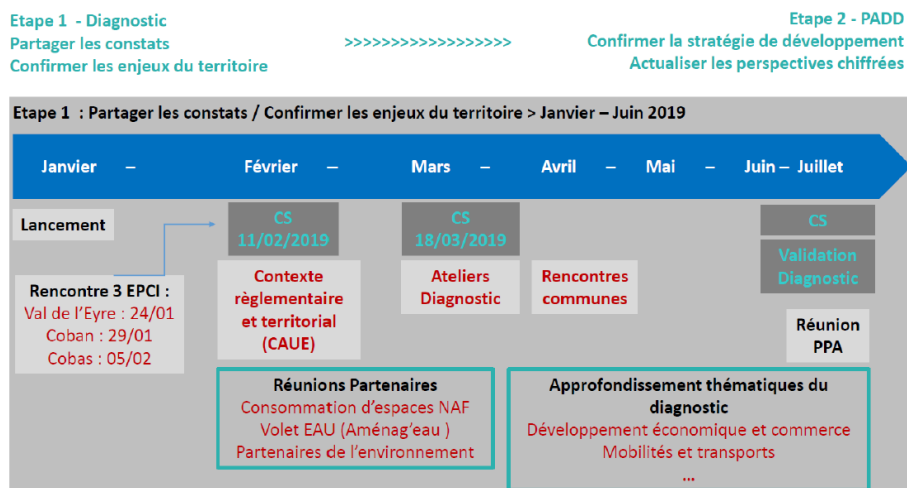 Etape 1  - Diagnostic
Partager les constats
Confirmer les enjeux du territoire
>>>>>>>>>>>>>>>>>>
Etape 2 - PADD
Confirmer la stratégie de développement
Actualiser les perspectives chiffrées
Etape 1  : Partager les constats / Confirmer les enjeux du territoire > Janvier – Juin 2019
Janvier – Février – Mars – Avril – Mai – Juin – Juillet
Lancement
Rencontre 3 EPCI :
Val de l'Eyre : 24/01
Coban : 29/01
Cobas : 05/02
CS
11/02/2019
Contexte
règlementaire
et territorial
(CAUE)
CS
18/03/2019
Ateliers
Diagnostic
Rencontres
communes
CS
Validation
Diagnostic
Réunion
PPA
Réunions Partenaires
Consommation d'espaces NAF
Volet EAU (Aménag'eau )
Partenaires de l'environnement
Approfondissement thématiques du
diagnostic
Développement économique et commerce
Mobilités et transports
...